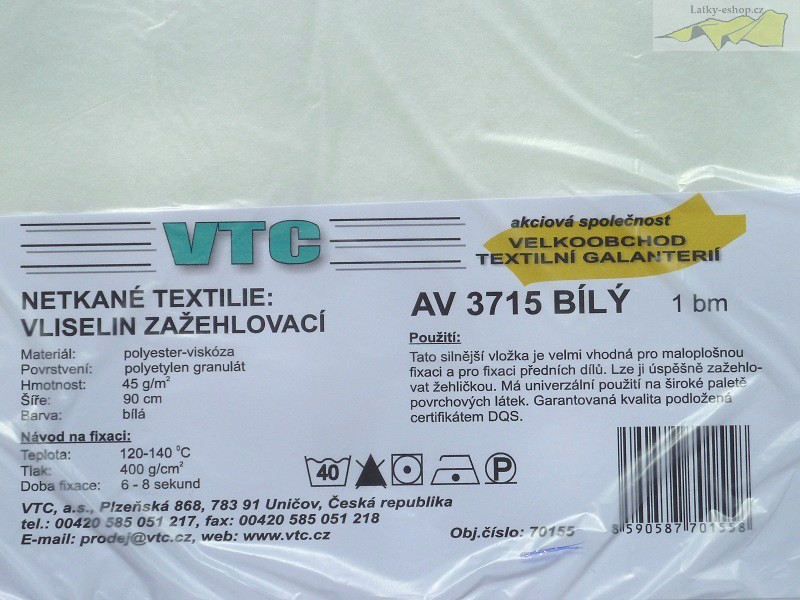 Latky-eshop.cz
VTC
akciová společnost
VELKOOBCHOD
TEXTILNÍ GALANTERIÍ
NETKANÉ TEXTILIE:
VLISELIN ZAŽEHLOVACÍ
AV 3715 BÍLÝ 1 bm
Materiál: polyester-viskóza
Povrstvení: polyetylen granulát
Hmotnost: 45 g/m²
Šíře: 90 cm
Barva: bílá
Použití:
Tato silnější vložka je velmi vhodná pro maloplošnou
fixaci a pro fixaci předních dílů. Lze ji úspěšně zažehlo-
vat žehličkou. Má univerzální použití na široké paletě
povrchových látek. Garantovaná kvalita podložená
certifikátem DQS.
Návod na fixaci:
Teplota: 120-140 °C
Tlak: 400 g/cm²
Doba fixace: 6 - 8 sekund
40
P
VTC, a.s., Plzeňská 868, 783 91 Uničov, Česká republika
tel.: 00420 585 051 217, fax: 00420 585 051 218
E-mail: prodej@vtc.cz, web: www.vtc.cz
Obj.číslo: 70155
8 590587 701558